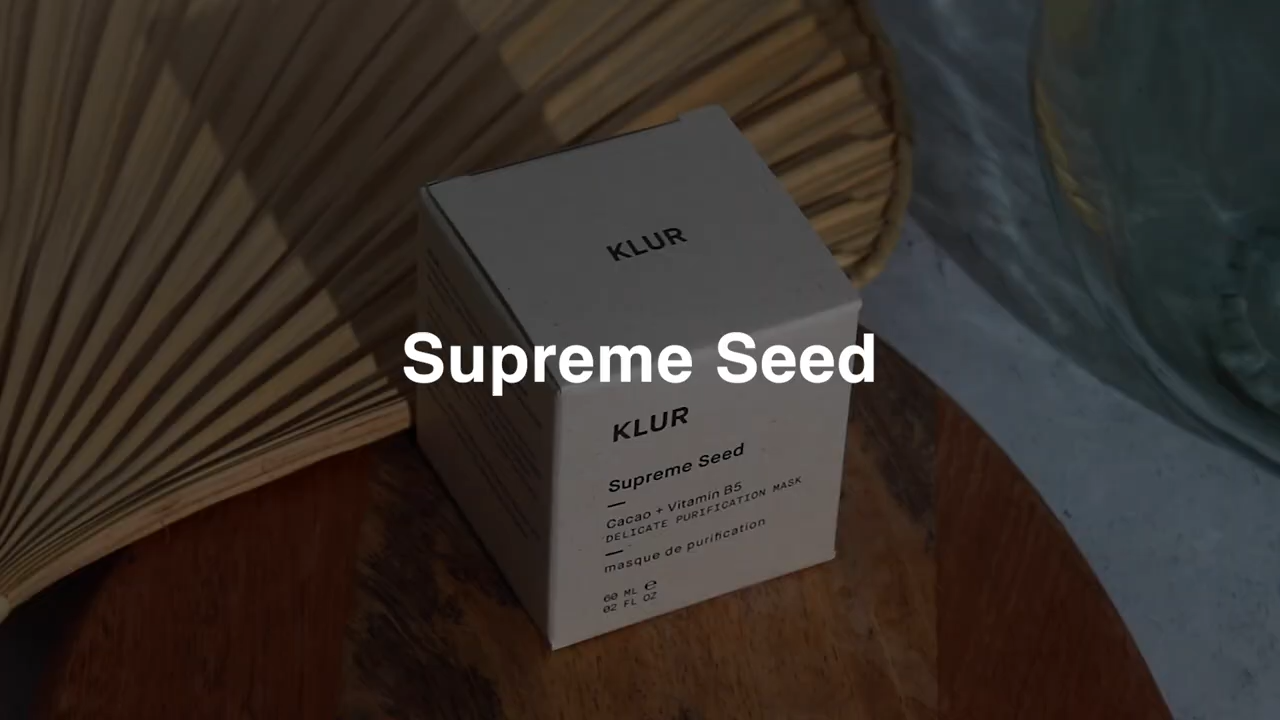 KLUR
Supreme Seed
KLUR
Supreme Seed
Cacao + Vitamin B5
DELICATE PURIFICATION MASK
masque de purification
60 ML ℮
02 FL OZ